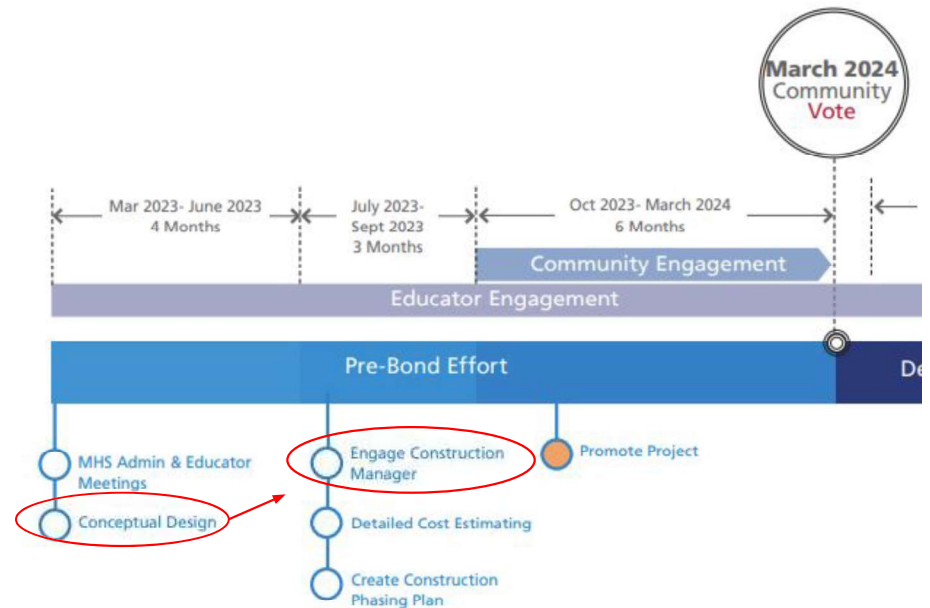 March 2024
Community
Vote
Mar 2023- June 2023
4 Months
July 2023-
Sept 2023
3 Months
Oct 2023- March 2024
6 Months
Community Engagement
Educator Engagement
Pre-Bond Effort
De
MHS Admin & Educator
Meetings
Conceptual Design
Engage Construction
Manager
Detailed Cost Estimating
Create Construction
Phasing Plan
Promote Project